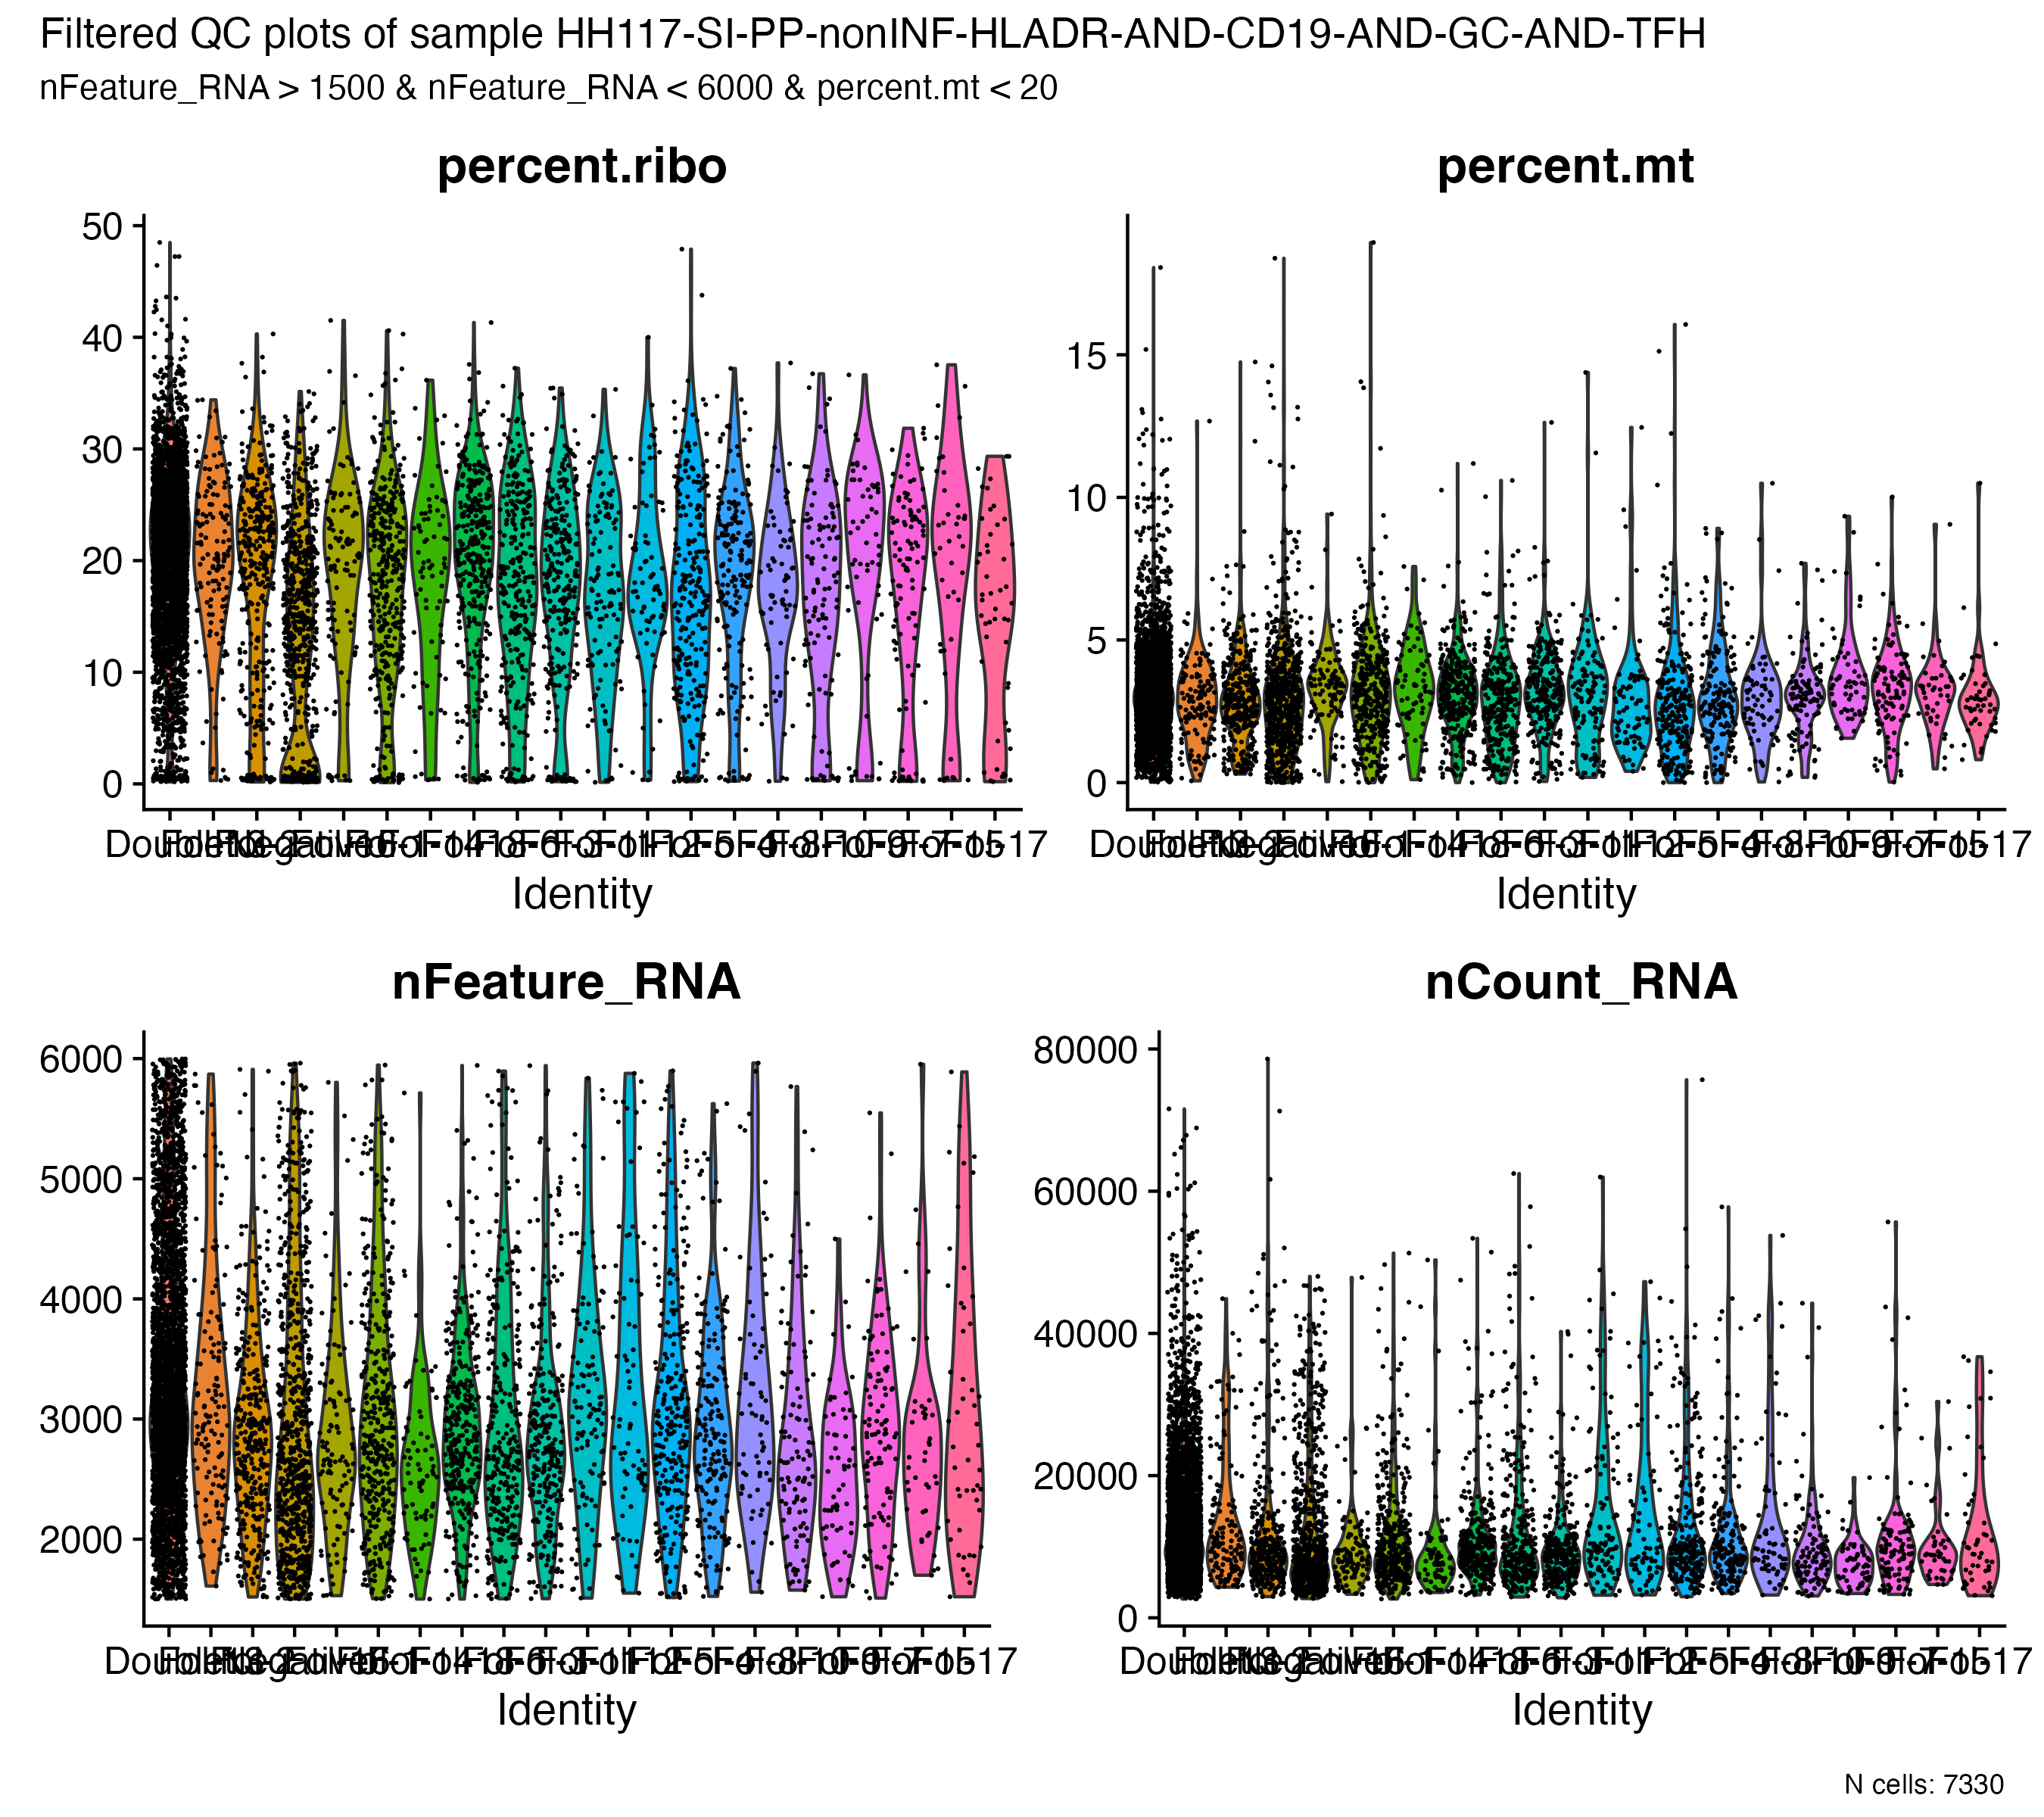 Filtered QC plots of sample HH117-SI-PP-nonINF-HLADR-AND-CD19-AND-GC-AND-TFH
nFeature_RNA > 1500 & nFeature_RNA < 6000 & percent.mt < 20
percent.ribo
50
40
30
20
10
0
Identity
percent.mt
15
10
5
0
Identity
nFeature_RNA
6000
5000
4000
3000
2000
Identity
nCount_RNA
80000
60000
40000
20000
0
Identity
N cells: 7330